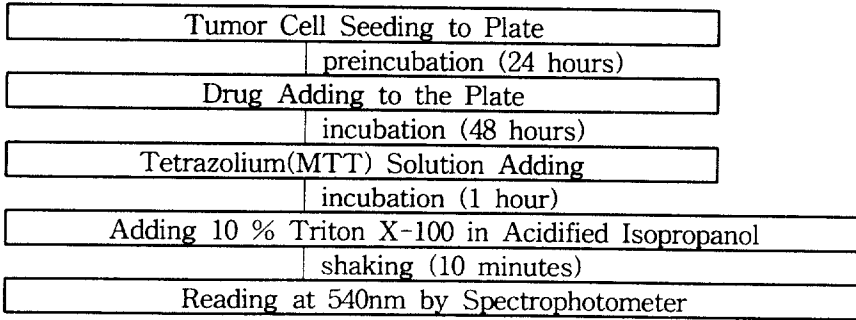 Tumor Cell Seeding to Plate
preincubation (24 hours)
Drug Adding to the Plate
incubation (48 hours)
Tetrazolium(MTT) Solution Adding
incubation (1 hour)
Adding 10 % Triton X-100 in Acidified Isopropanol
shaking (10 minutes)
Reading at 540nm by Spectrophotometer